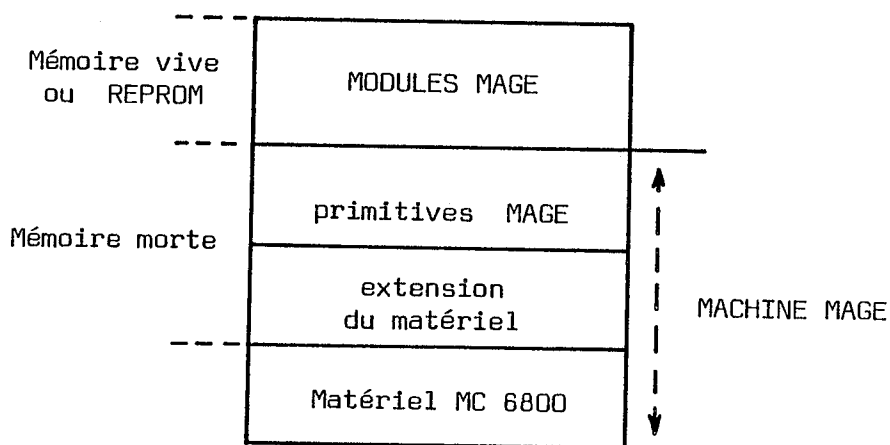 Mémoire vive
ou REPROM
MODULES MAGE
primitives MAGE
Mémoire morte
extension
du matériel
MACHINE MAGE
Matériel MC 6800